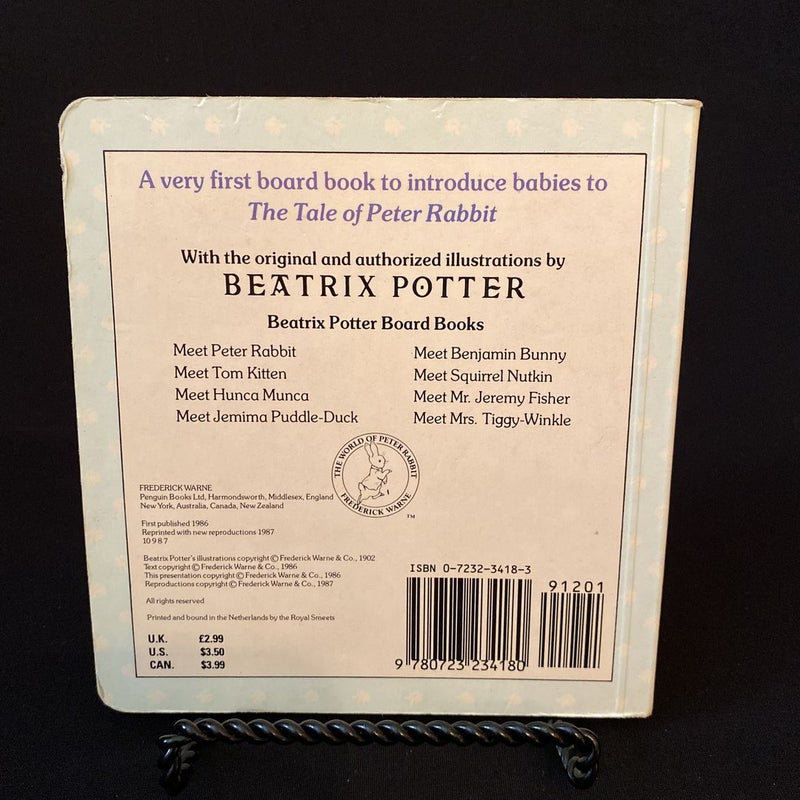 A very first board book to introduce babies to
The Tale of Peter Rabbit
With the original and authorized illustrations by
BEATRIX POTTER
Beatrix Potter Board Books
Meet Peter Rabbit
Meet Tom Kitten
Meet Hunca Munca
Meet Jemima Puddle-Duck
Meet Benjamin Bunny
Meet Squirrel Nutkin
Meet Mr. Jeremy Fisher
Meet Mrs. Tiggy-Winkle
THE WORLD OF PETER RABBIT
FREDERICK WARNE
TM
FREDERICK WARNE
Penguin Books Ltd, Harmondsworth, Middlesex, England
New York, Australia, Canada, New Zealand
First published 1986
Reprinted with new reproductions 1987
10 9 8 7
Beatrix Potter's illustrations copyright © Frederick Warne & Co., 1902
Text copyright © Frederick Warne & Co., 1986
This presentation copyright © Frederick Warne & Co., 1986
Reproductions copyright © Frederick Warne & Co., 1987
All rights reserved
Printed and bound in the Netherlands by the Royal Smeets
U.K. £2.99
U.S. $3.50
CAN. $3.99
ISBN 0-7232-3418-3
91201
9 780723 234180